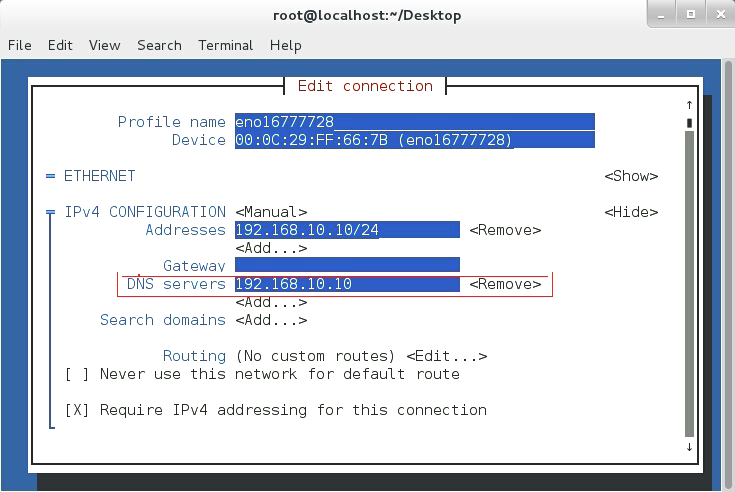 root@localhost:~/Desktop
File Edit View Search Terminal Help
Edit connection
Profile name eno16777728
Device 00:0C:29:FF:66:7B (eno16777728)
= ETHERNET <Show>
IPv4 CONFIGURATION <Manual> <Hide>
Addresses 192.168.10.10/24 <Remove>
<Add...>
Gateway
DNS servers 192.168.10.10 <Remove>
<Add...>
Search domains <Add...>
Routing (No custom routes) <Edit...>
[ ] Never use this network for default route
[X] Require IPv4 addressing for this connection